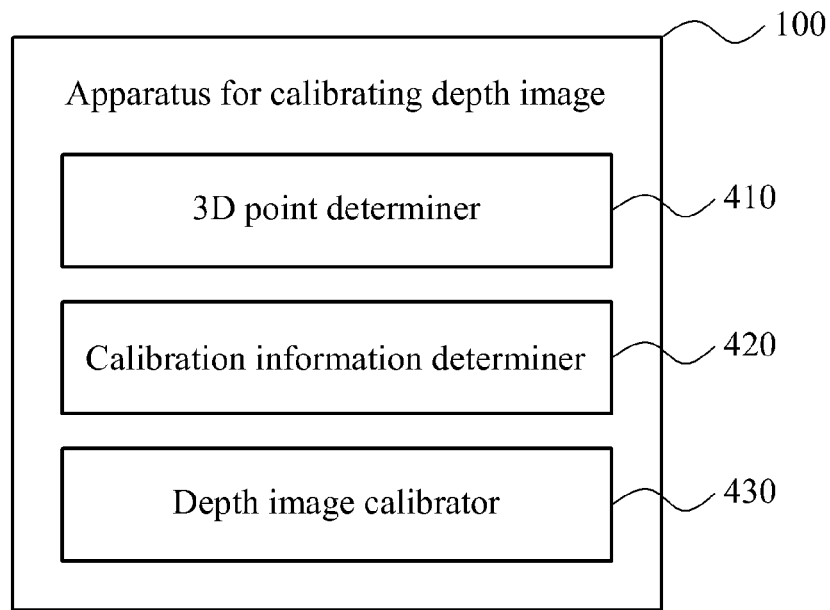 100
Apparatus for calibrating depth image
3D point determiner
410
Calibration information determiner
420
Depth image calibrator
430